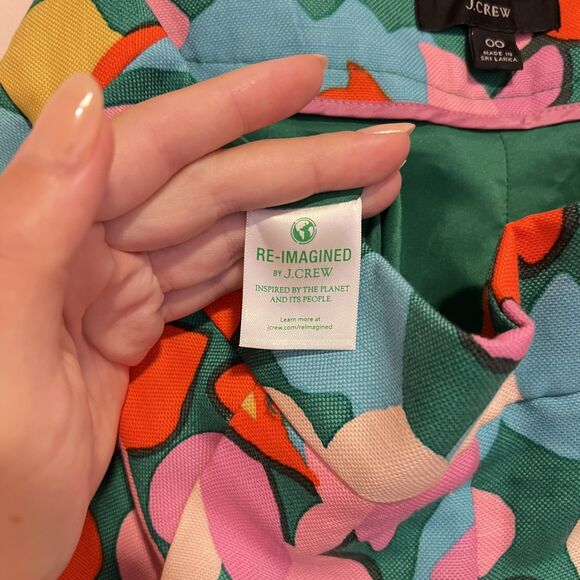 J.CREW
00
MADE IN
SRI LANKA
RE-IMAGINED
BY J.CREW
INSPIRED BY THE PLANET
AND ITS PEOPLE.
Learn more at
jcrew.com/reimagined